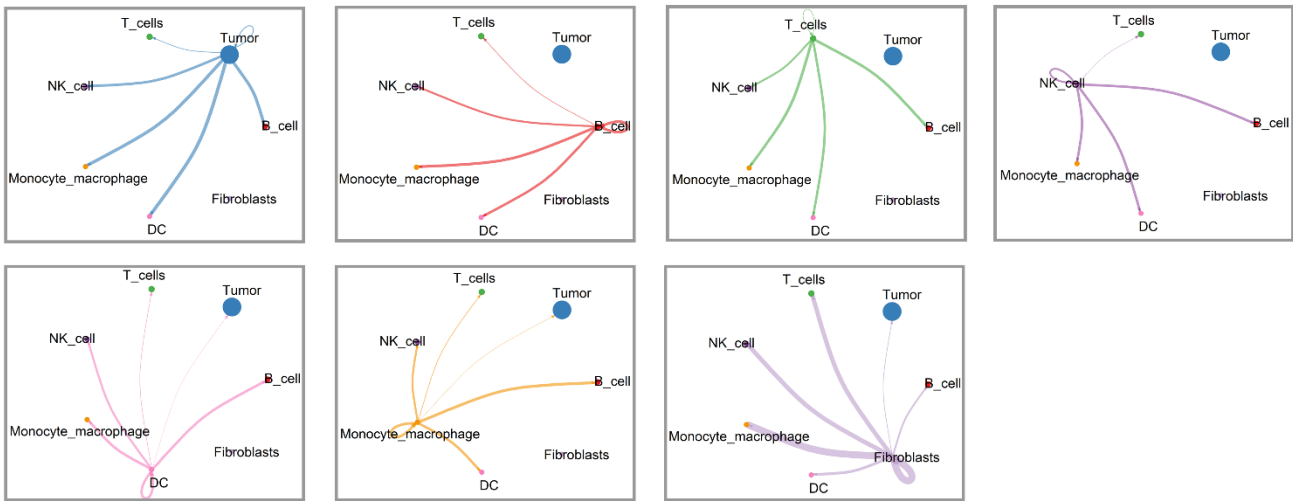 T_cells
Tumor
NK_cell
B_cell
Monocyte_macrophage
Fibroblasts
DC
T_cells
Tumor
NK_cell
B_cell
Monocyte_macrophage
Fibroblasts
DC
T_cells
Tumor
NK_cell
B_cell
Monocyte_macrophage
Fibroblasts
DC
T_cells
Tumor
NK_cell
B_cell
Monocyte_macrophage
Fibroblasts
DC
T_cells
Tumor
NK_cell
B_cell
Monocyte_macrophage
Fibroblasts
DC
T_cells
Tumor
NK_cell
B_cell
Monocyte_macrophage
Fibroblasts
DC
T_cells
Tumor
NK_cell
B_cell
Monocyte_macrophage
Fibroblasts
DC